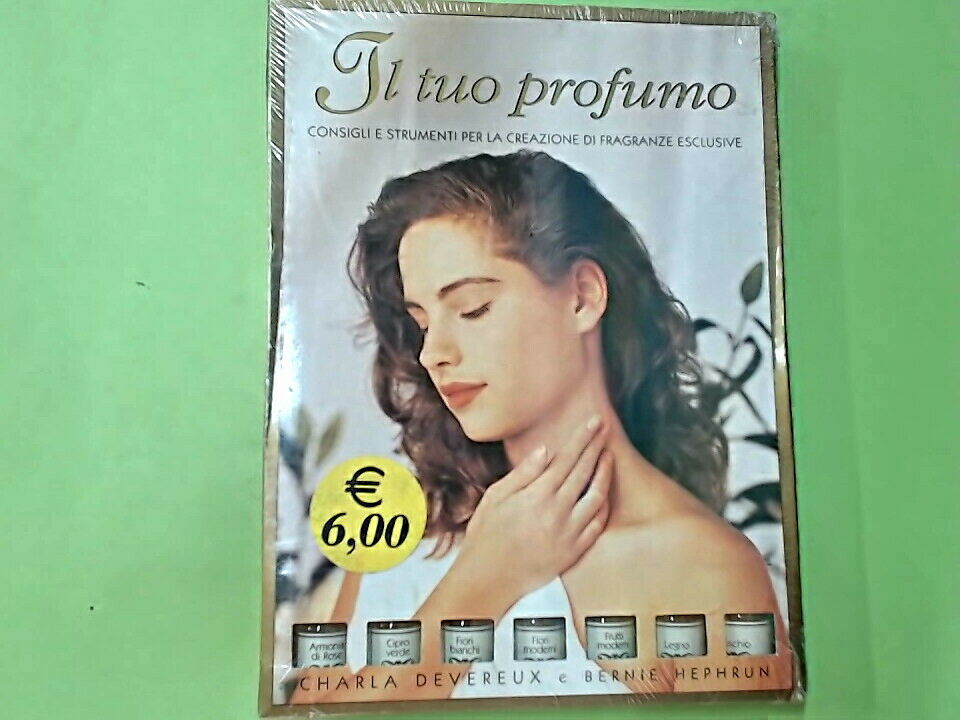 Il tuo profumo
CONSIGLI E STRUMENTI PER LA CREAZIONE DI FRAGRANZE ESCLUSIVE
€
6,00
Armonia
di Rose
Cipro
verde
Fiori
bianchi
Fiori
moderni
Frutti
moderni
Legno
CHARLA DEVEREUX e BERNIE HEPHRUN